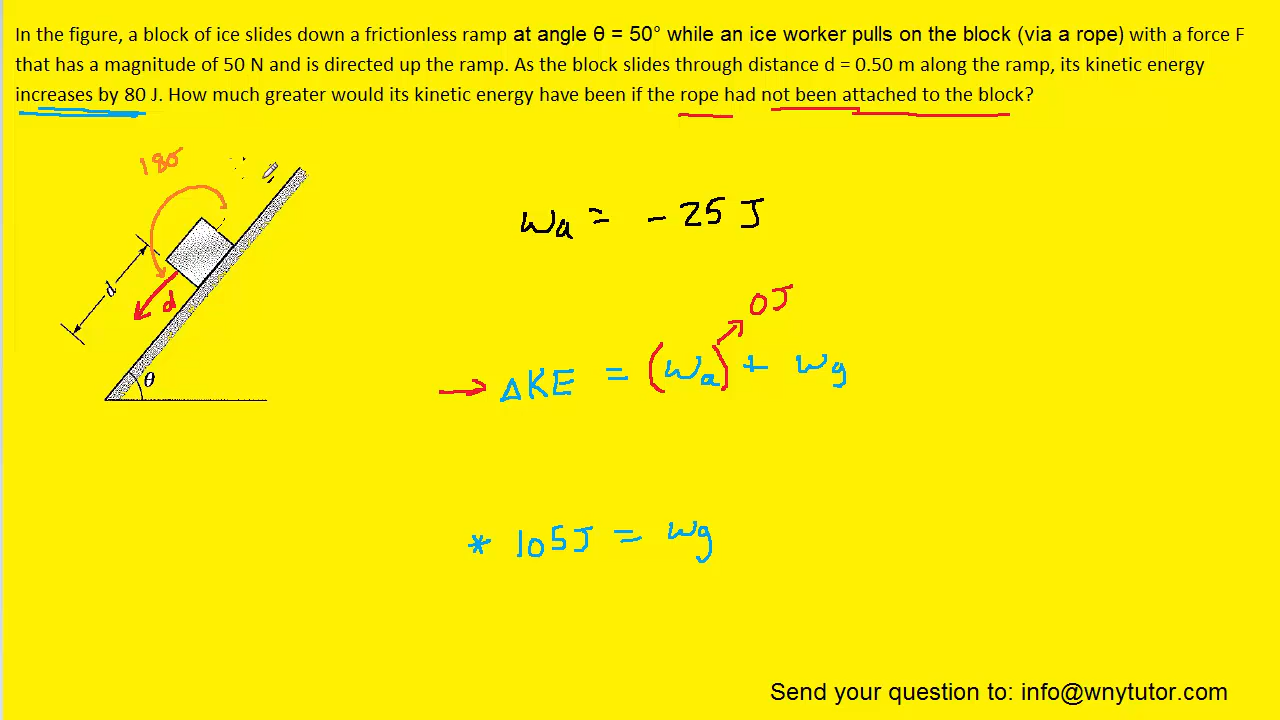 In the figure, a block of ice slides down a frictionless ramp at angle θ = 50° while an ice worker pulls on the block (via a rope) with a force F
that has a magnitude of 50 N and is directed up the ramp. As the block slides through distance d = 0.50 m along the ramp, its kinetic energy
increases by 80 J. How much greater would its kinetic energy have been if the rope had not been attached to the block?
180
Wa = - 25 J
d
d
0J
→ ΔKE = (Wa) + Wg
θ
* 105J = Wg
Send your question to: info@wnytutor.com